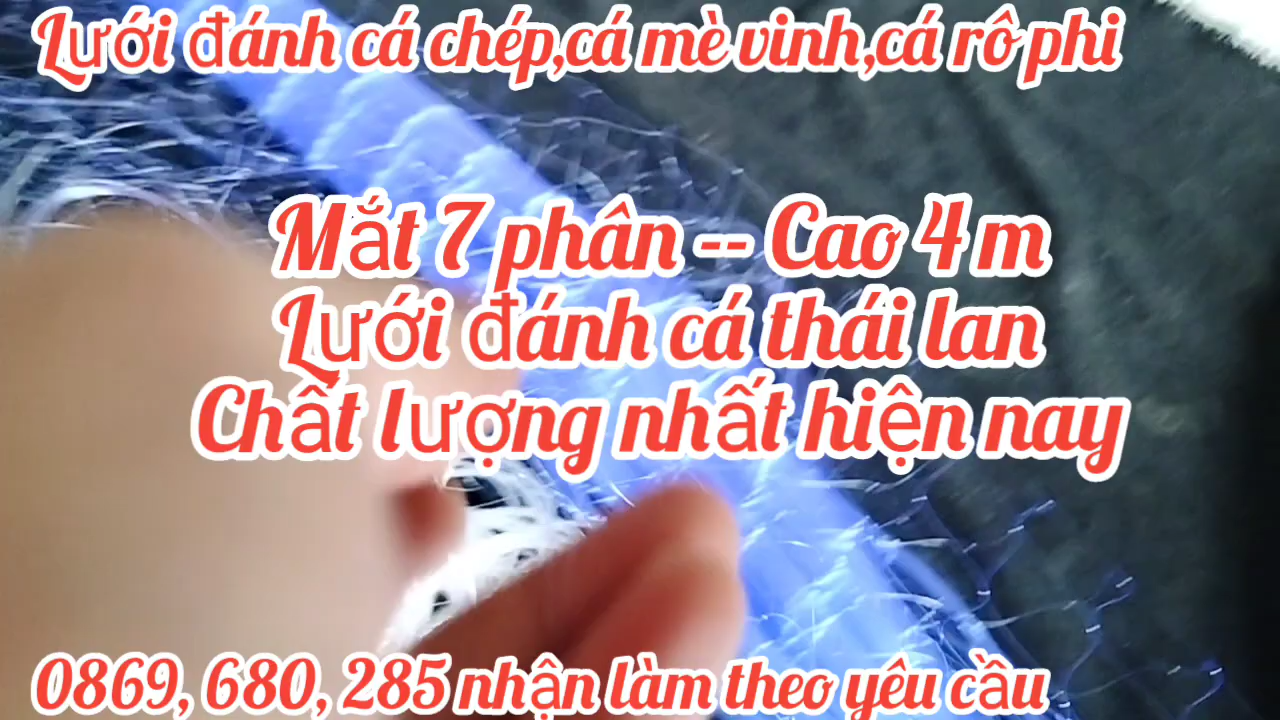 Lưới đánh cá chép,cá mè vinh,cá rô phi
Mắt 7 phân -- Cao 4 m
Lưới đánh cá thái lan
Chất lượng nhất hiện nay
0869, 680, 285 nhận làm theo yêu cầu